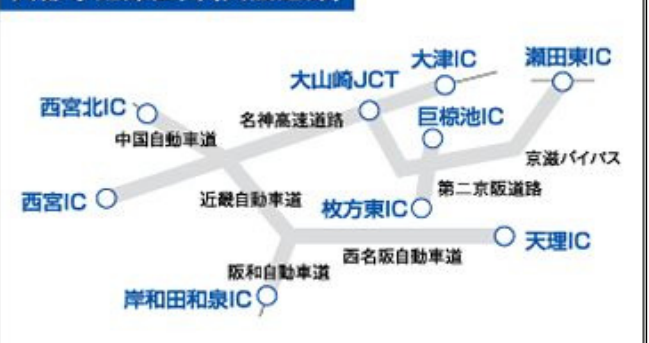 大津IC
瀬田東IC
大山崎JCT
西宮北IC
名神高速道路
巨椋池IC
中国自動車道
京滋バイパス
西宮IC
近畿自動車道
枚方東IC
第二京阪道路
天理IC
西名阪自動車道
阪和自動車道
岸和田和泉IC